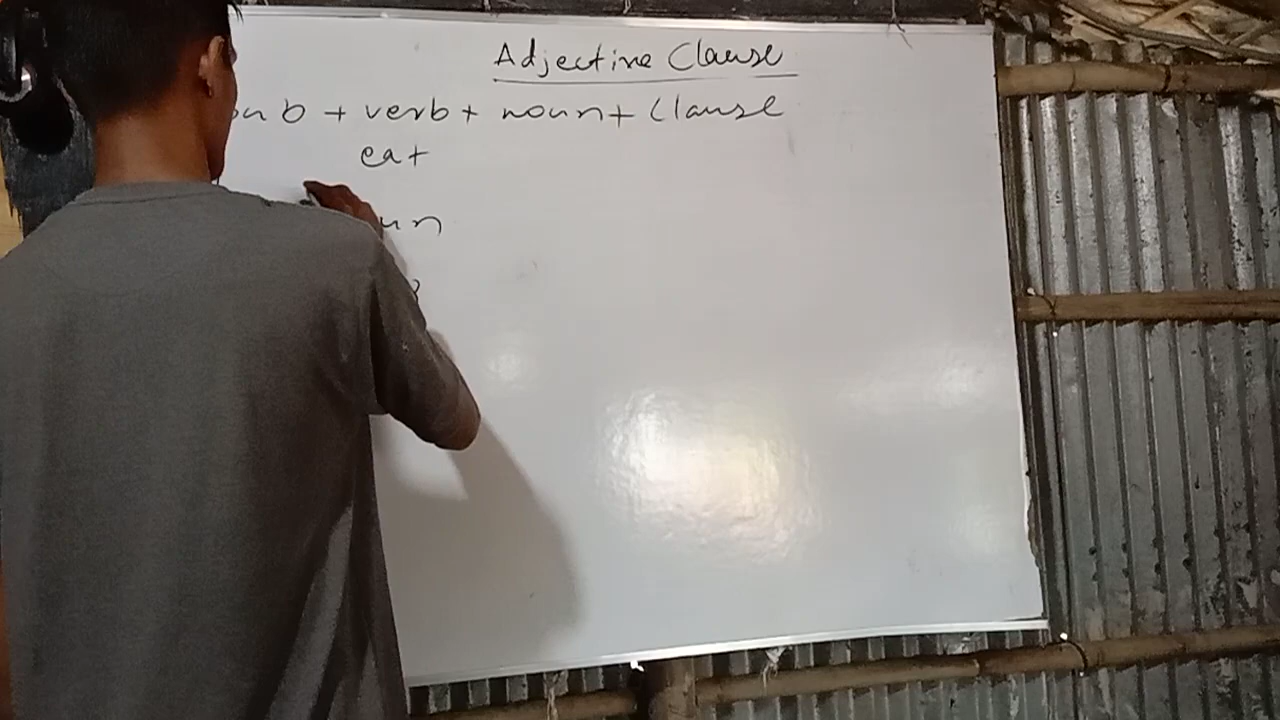 Adjective Clause
+ verb + noun + Clause
eat